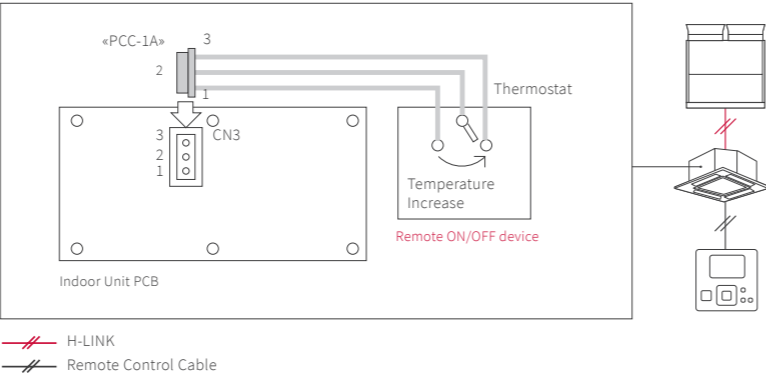 «PCC-1A»
3
2
1
Thermostat
3
2
1
CN3
Temperature
Increase
Remote ON/OFF device
Indoor Unit PCB
H-LINK
Remote Control Cable